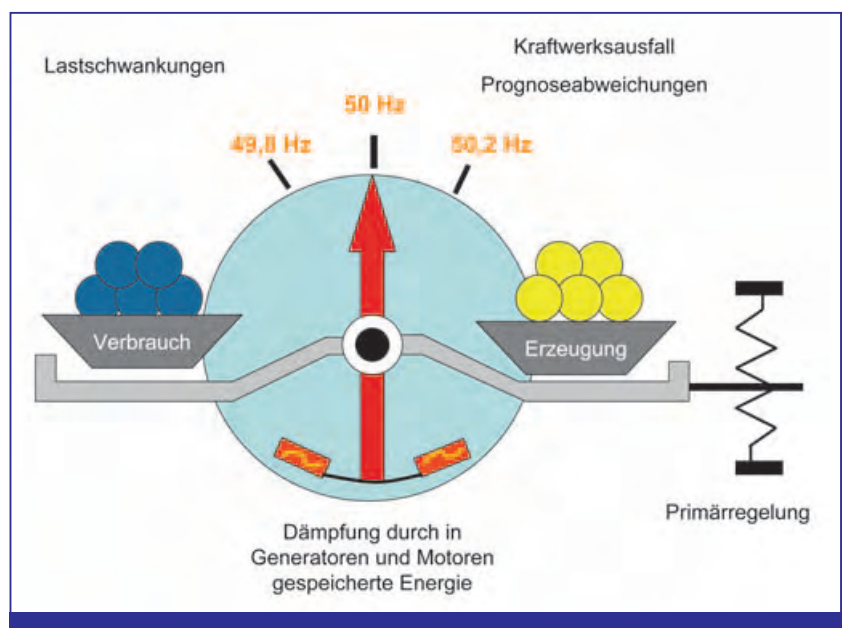 Lastschwankungen
Kraftwerksausfall
Prognoseabweichungen
50 Hz
49,8 Hz
50,2 Hz
Verbrauch
Erzeugung
Primärregelung
Dämpfung durch in
Generatoren und Motoren
gespeicherte Energie